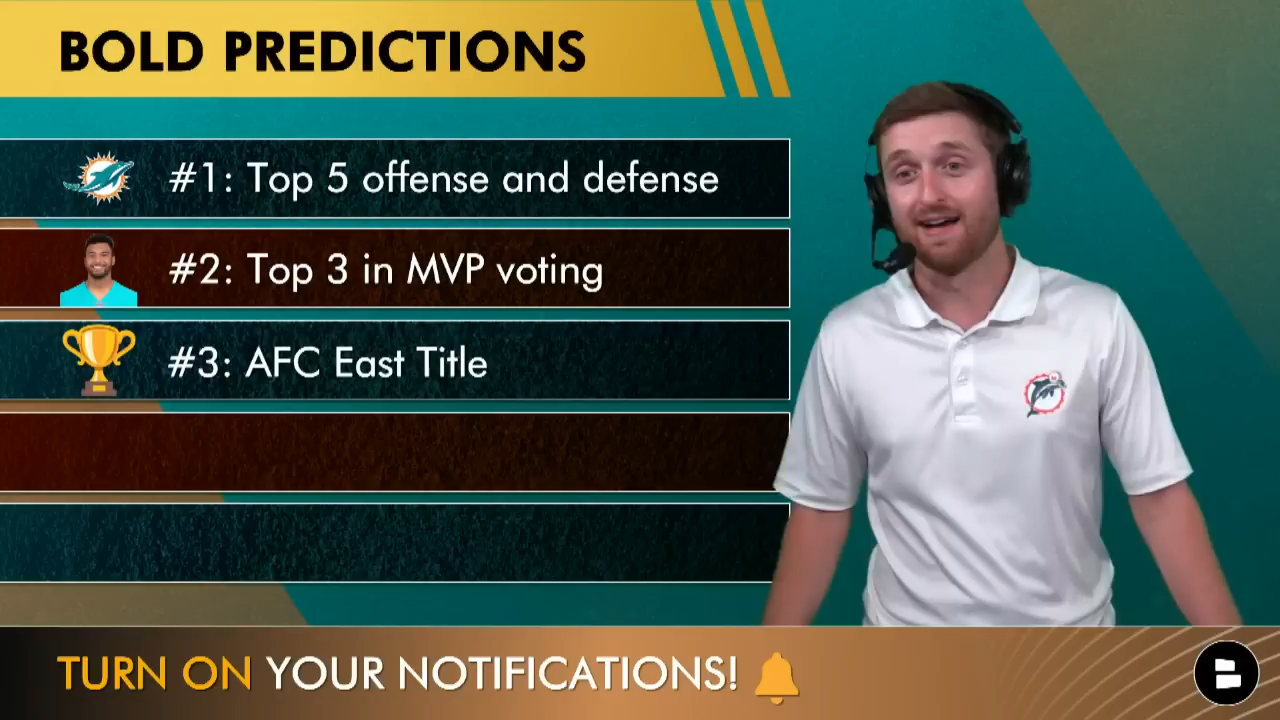 BOLD PREDICTIONS
#1: Top 5 offense and defense
#2: Top 3 in MVP voting
#3: AFC East Title
TURN ON YOUR NOTIFICATIONS!